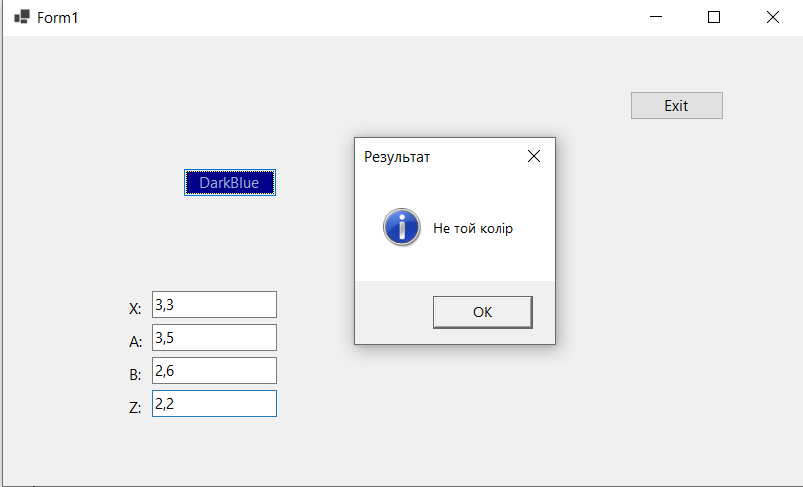 Form1
Exit
Результат
DarkBlue
Не той колір
OK
X: 3,3
A: 3,5
B: 2,6
Z: 2,2